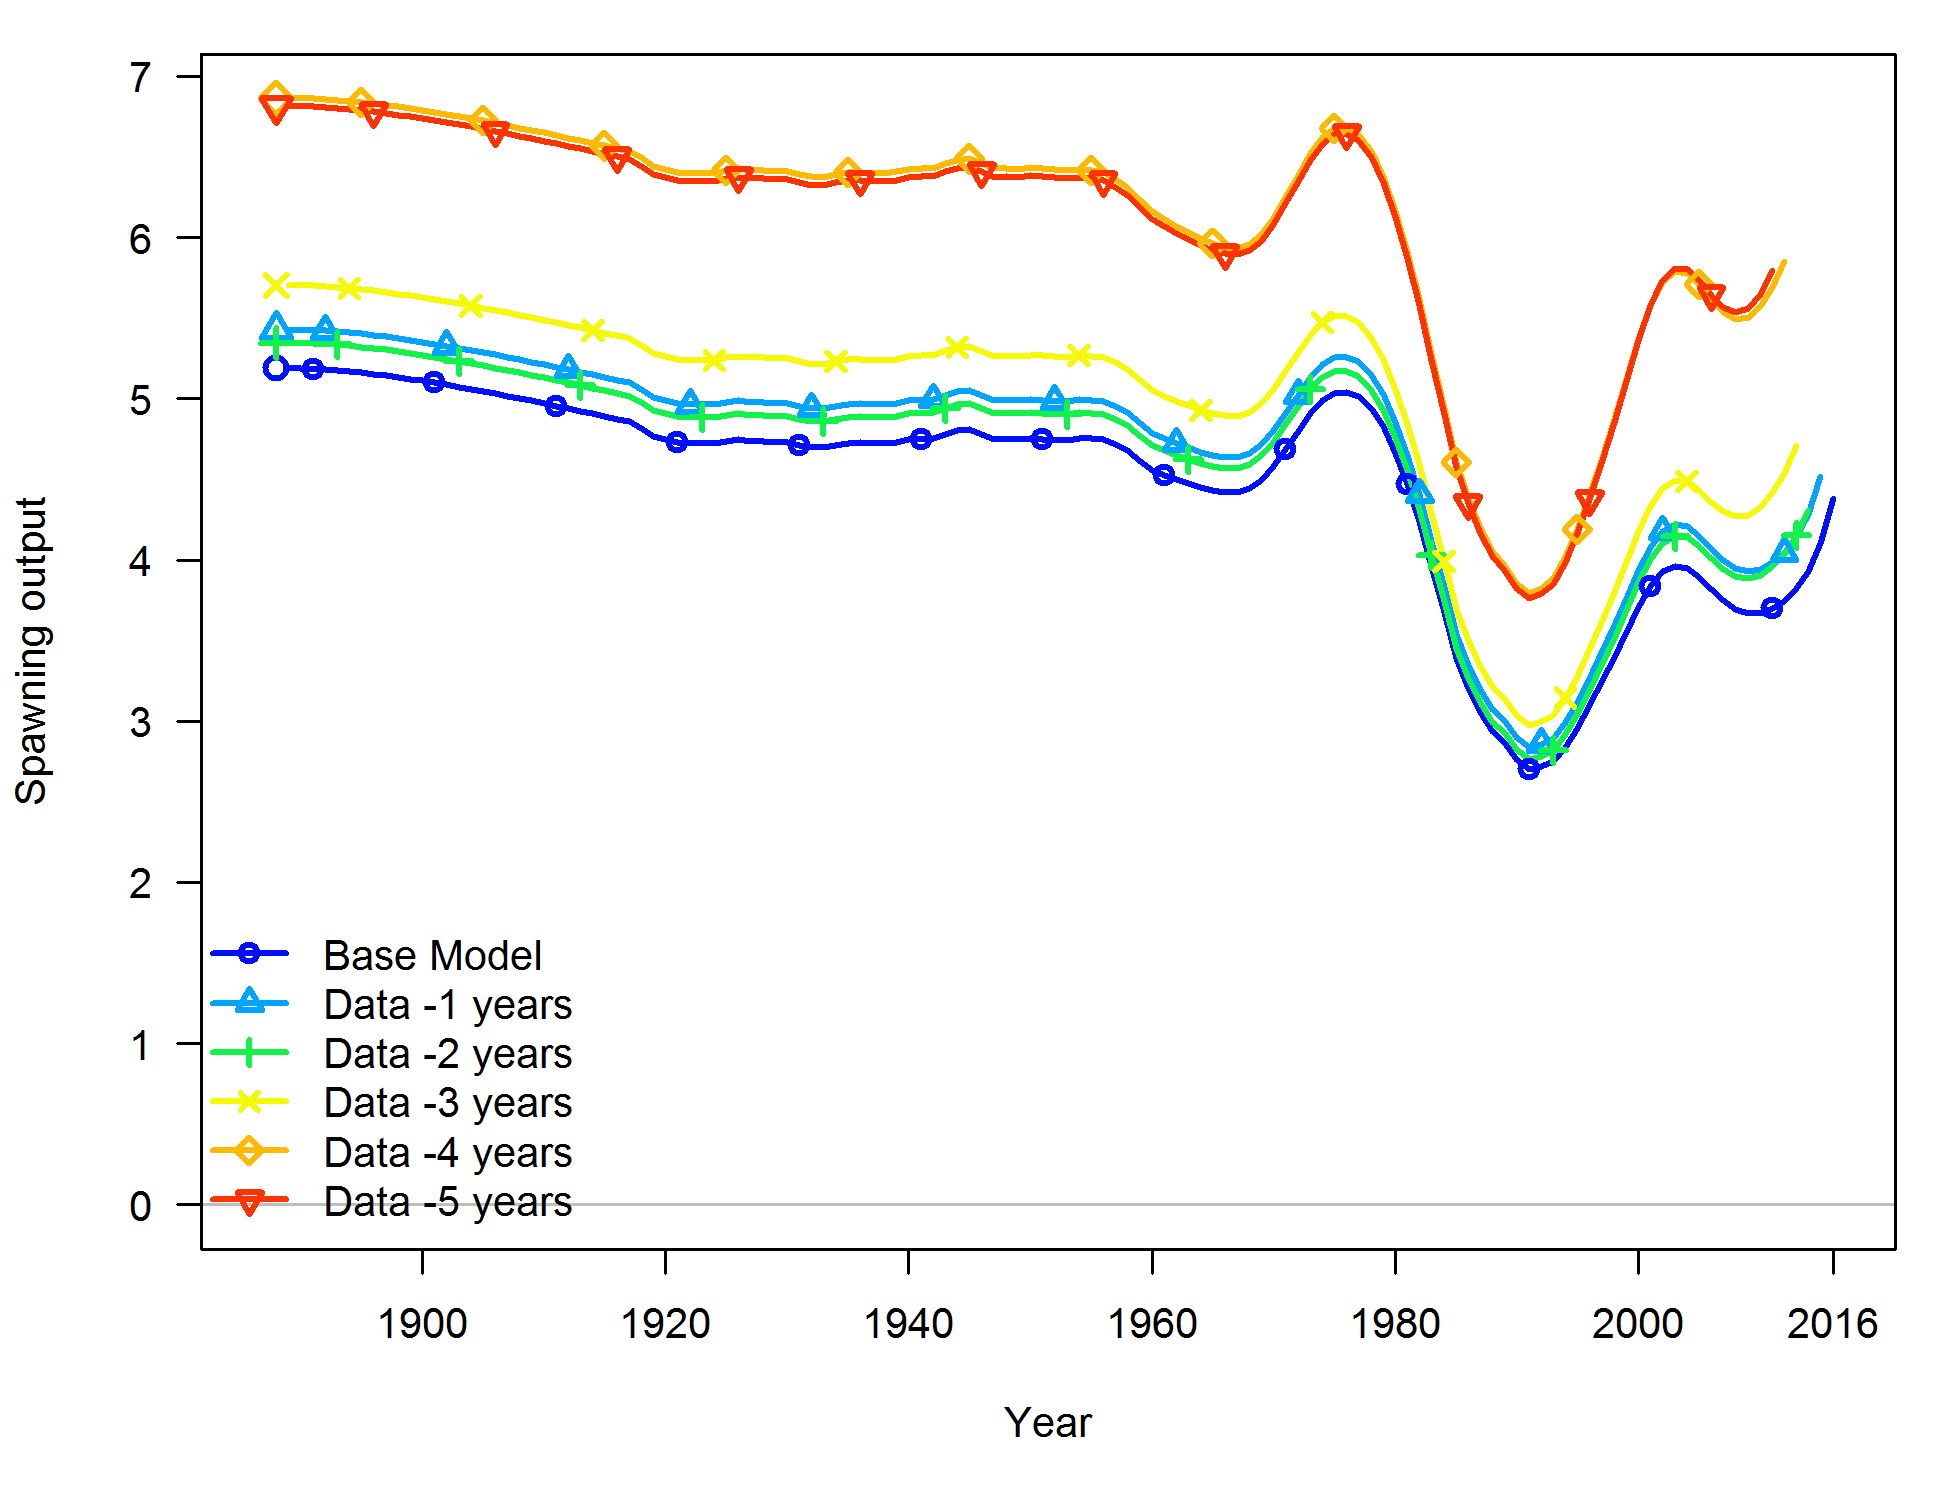 7
6
5
4
3
2
1
0
Spawning output
Base Model
Data -1 years
Data -2 years
Data -3 years
Data -4 years
Data -5 years
1900 1920 1940 1960 1980 2000 2016
Year